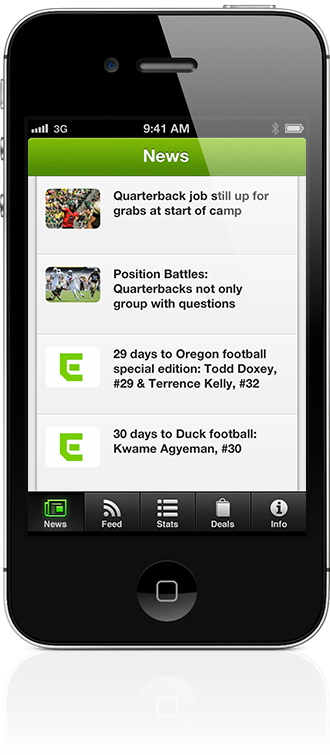 3G 9:41 AM
News
Quarterback job still up for
grabs at start of camp
Position Battles:
Quarterbacks not only
group with questions
29 days to Oregon football
special edition: Todd Doxey,
#29 & Terrence Kelly, #32
30 days to Duck football:
Kwame Agyeman, #30
News Feed Stats Deals Info